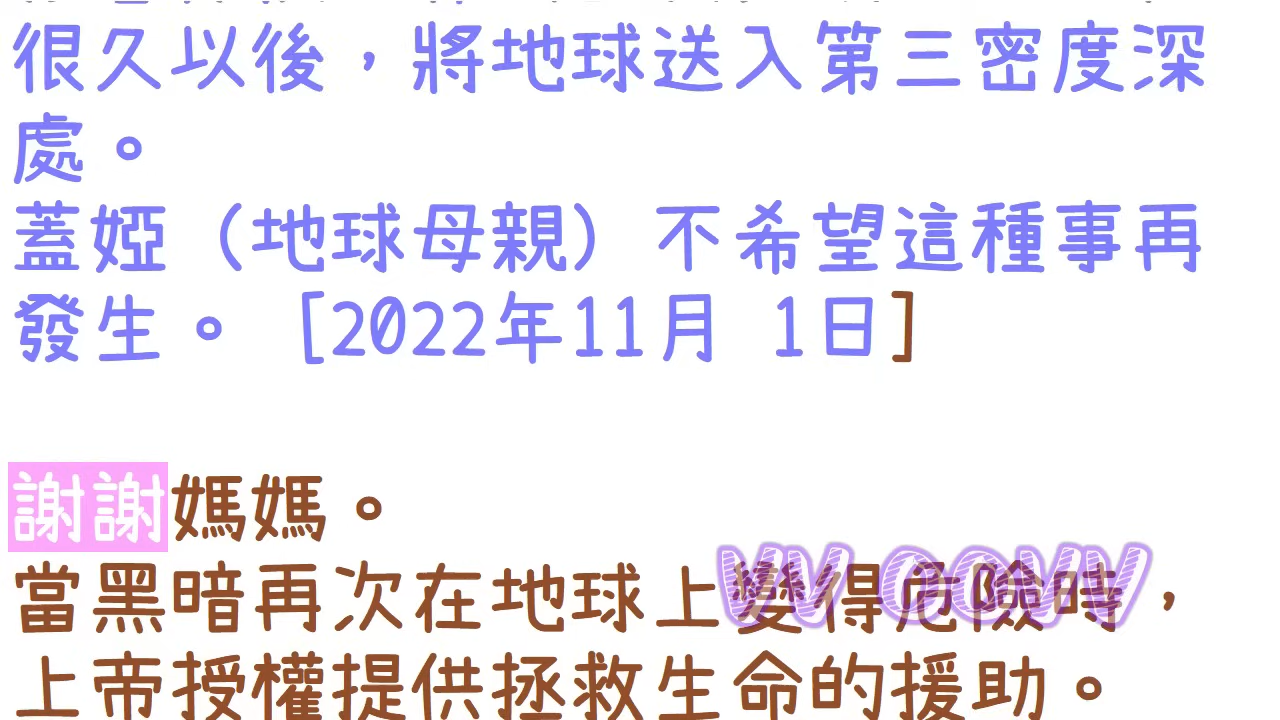 很久以後，將地球送入第三密度深
處。
蓋婭（地球母親）不希望這種事再
發生。 [2022年11月 1日]
謝謝媽媽。
當黑暗再次在地球上變得危險時，
上帝授權提供拯救生命的援助。